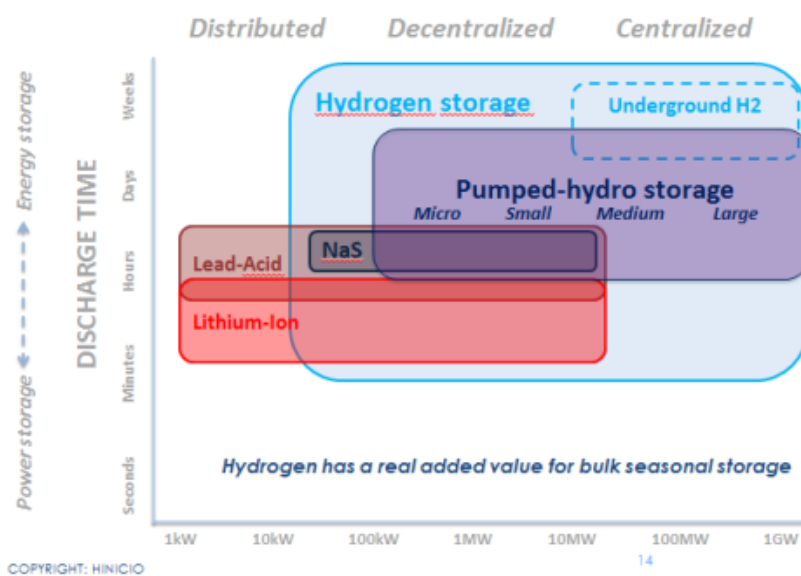 Distributed Decentralized Centralized
Hydrogen storage
Underground H2
Pumped-hydro storage
Micro Small Medium Large
NaS
Lead-Acid
Lithium-Ion
Hydrogen has a real added value for bulk seasonal storage
Weeks
Days
Hours
Minutes
Seconds
DISCHARGE TIME
Energy storage
Power storage
1kW 10kW 100kW 1MW 10MW 100MW 1GW
14
COPYRIGHT: HINICIO